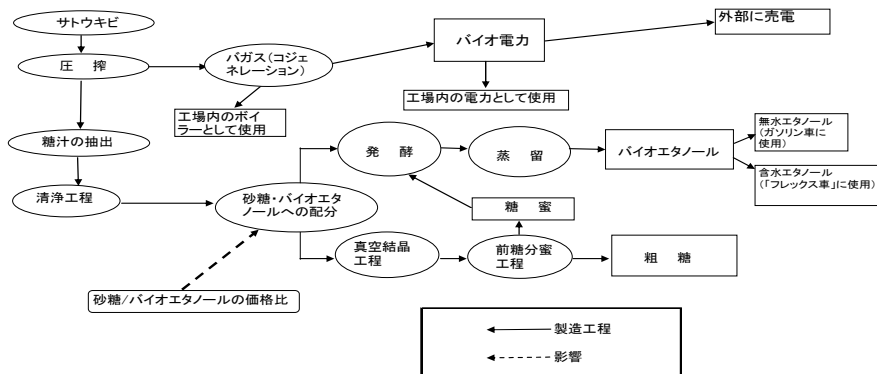 サトウキビ
圧 搾
バガス(コジェ
ネレーション)
バイオ電力
外部に売電
工場内のボイ
ラーとして使用
工場内の電力として使用
糖汁の抽出
清浄工程
砂糖・バイオエタ
ノールへの配分
発 酵
蒸 留
バイオエタノール
無水エタノール
(ガソリン車に
使用)
含水エタノール
(「フレックス車」に使用)
糖 蜜
真空結晶
工程
前糖分蜜
工程
粗 糖
砂糖/バイオエタノールの価格比
製造工程
影響